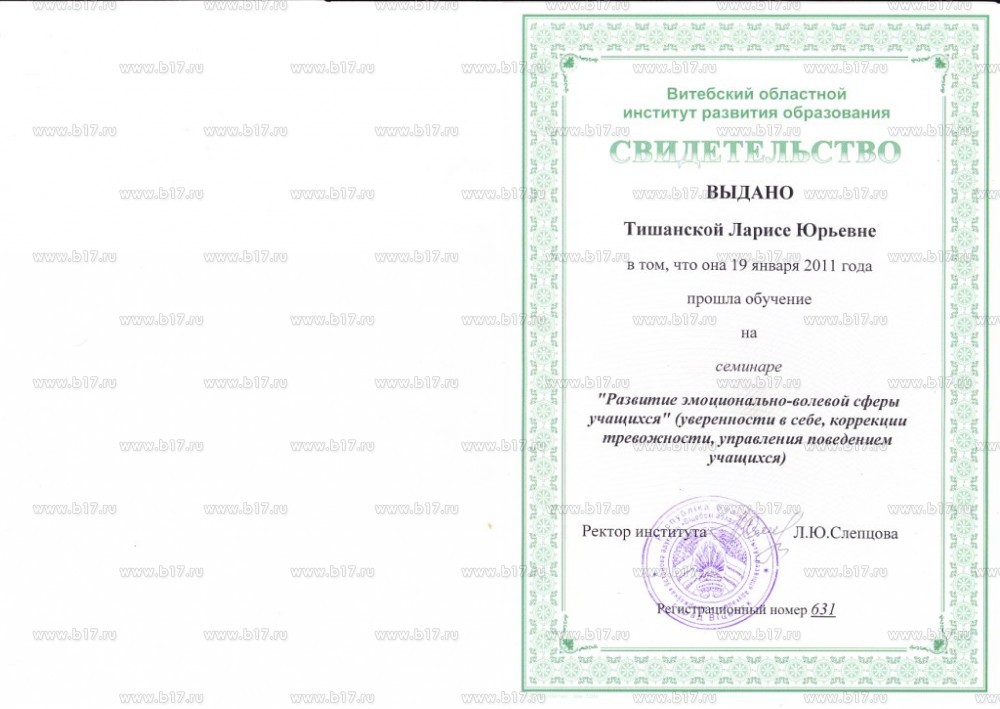 Витебский областной
институт развития образования
СВИДЕТЕЛЬСТВО
ВЫДАНО
Тишанской Ларисе Юрьевне
в том, что она 19 января 2011 года
прошла обучение
на
семинаре
"Развитие эмоционально-волевой сферы
учащихся" (уверенности в себе, коррекции
тревожности, управления поведением
учащихся)
Ректор института Л.Ю.Слепцова
Регистрационный номер 631
www.b17.ru